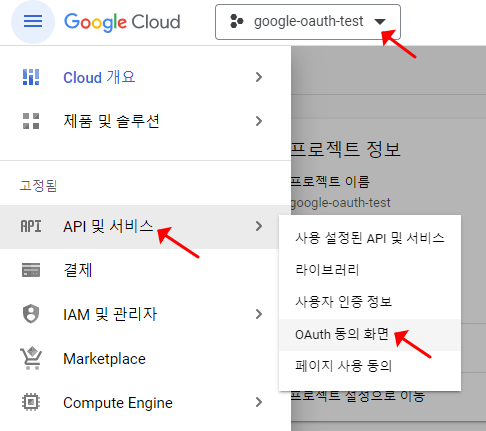 Google Cloud
google-oauth-test
Cloud 개요
제품 및 솔루션
고정됨
API API 및 서비스
결제
IAM 및 관리자
Marketplace
Compute Engine
프로젝트 정보
프로젝트 이름
google-oauth-test
사용 설정된 API 및 서비스
라이브러리
사용자 인증 정보
OAuth 동의 화면
페이지 사용 동의
프로젝트 설정으로 이동